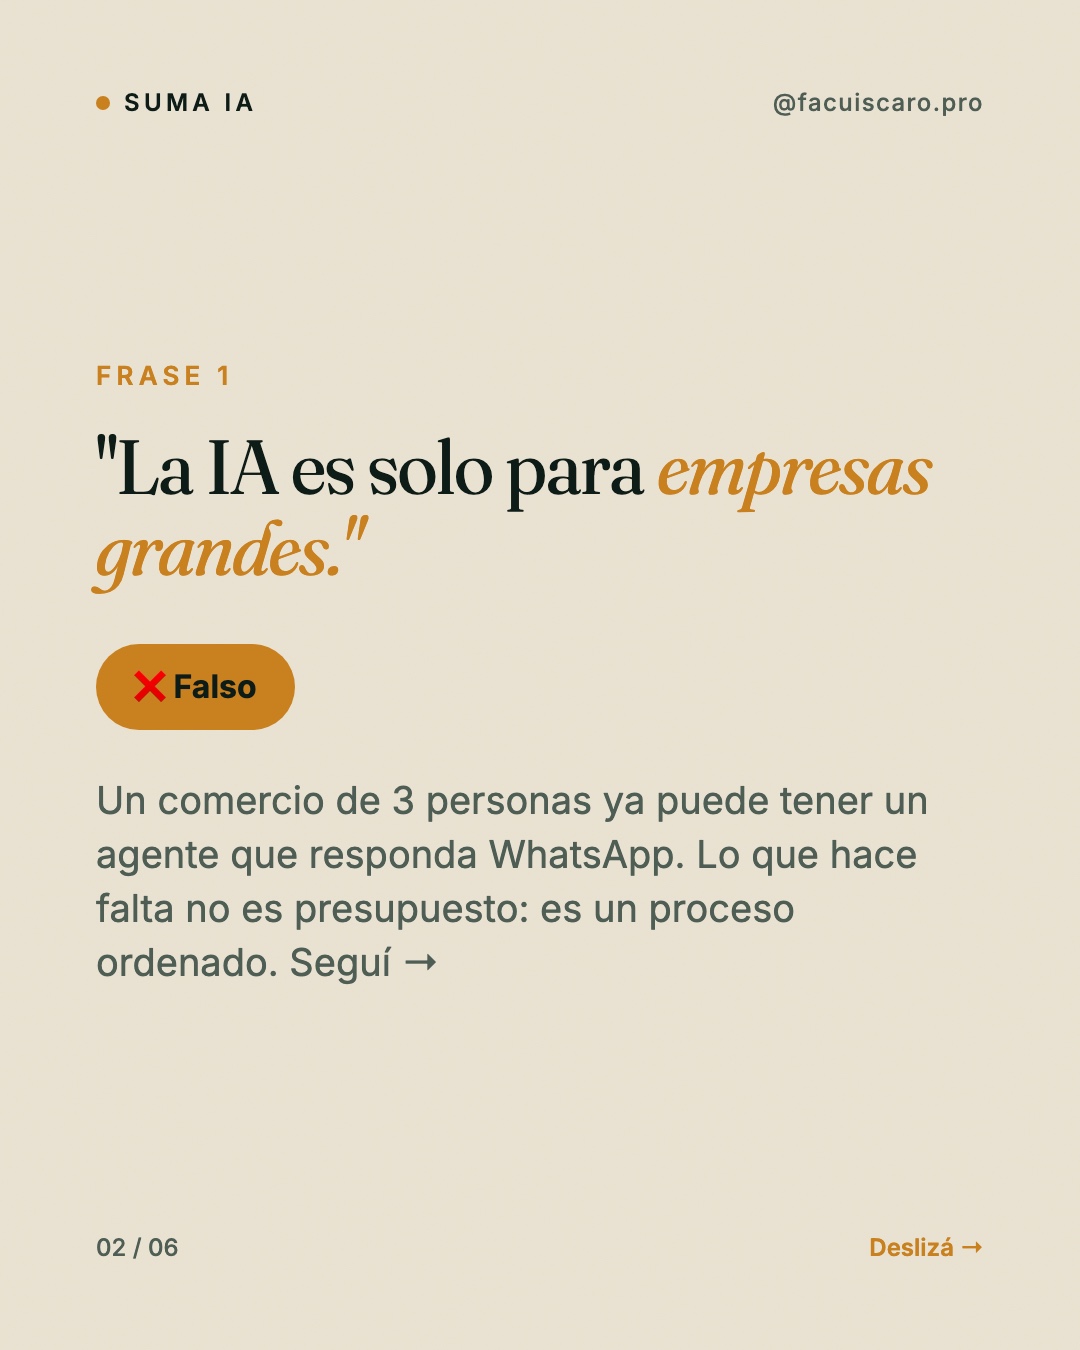 SUMA IA
@facuiscaro.pro
FRASE 1
"La IA es solo para empresas
grandes."
❌ Falso
Un comercio de 3 personas ya puede tener un
agente que responda WhatsApp. Lo que hace
falta no es presupuesto: es un proceso
ordenado. Seguí →
02 / 06
Deslizá →